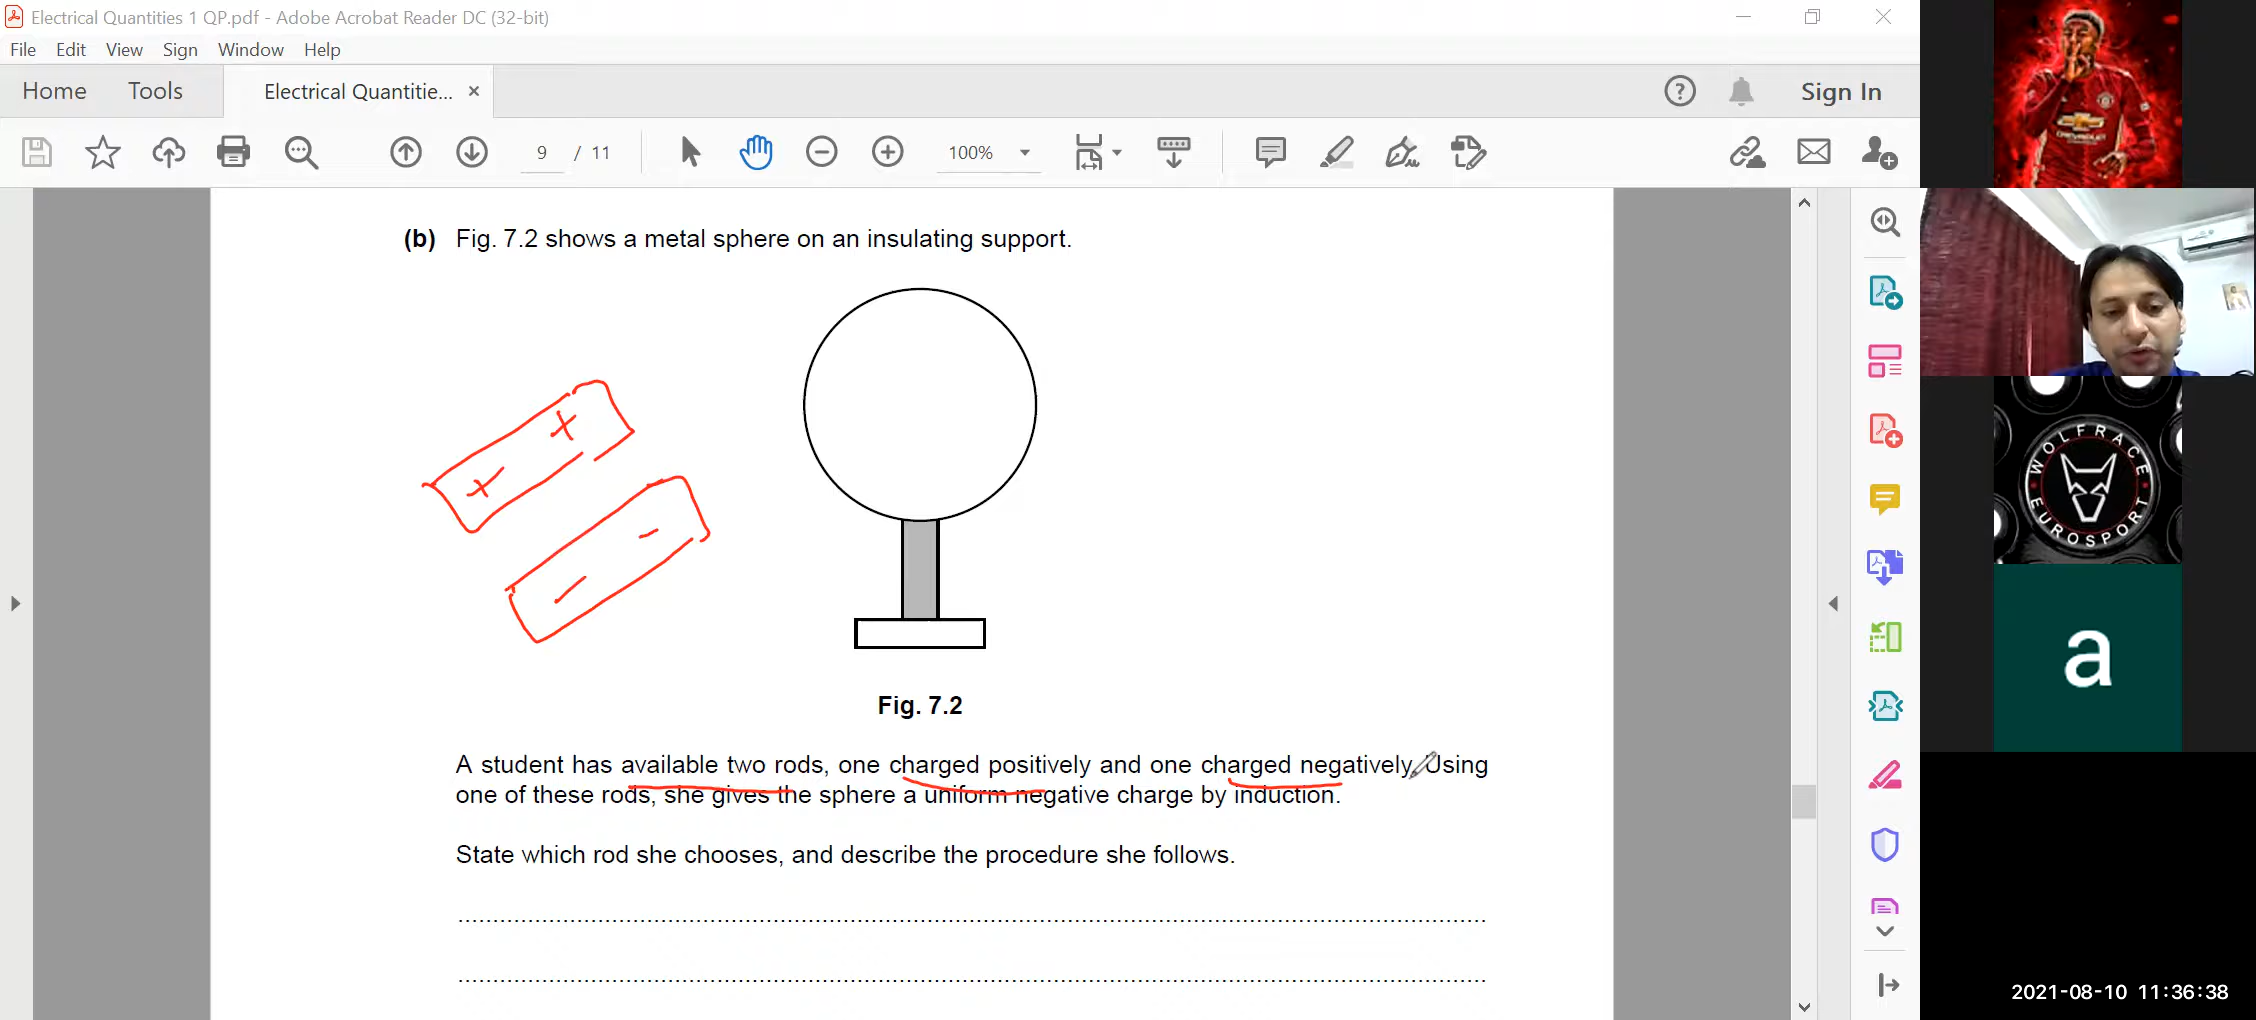 Electrical Quantities 1 QP.pdf - Adobe Acrobat Reader DC (32-bit)
File Edit View Sign Window Help
Home Tools Electrical Quantitie... × Sign In
9 / 11 100%
(b) Fig. 7.2 shows a metal sphere on an insulating support.
+ +
- -
Fig. 7.2
A student has available two rods, one charged positively and one charged negatively. Using
one of these rods, she gives the sphere a uniform negative charge by induction.
State which rod she chooses, and describe the procedure she follows.
CHEVROLET
WOLFRACE
EUROSPORT
a
2021-08-10 11:36:38